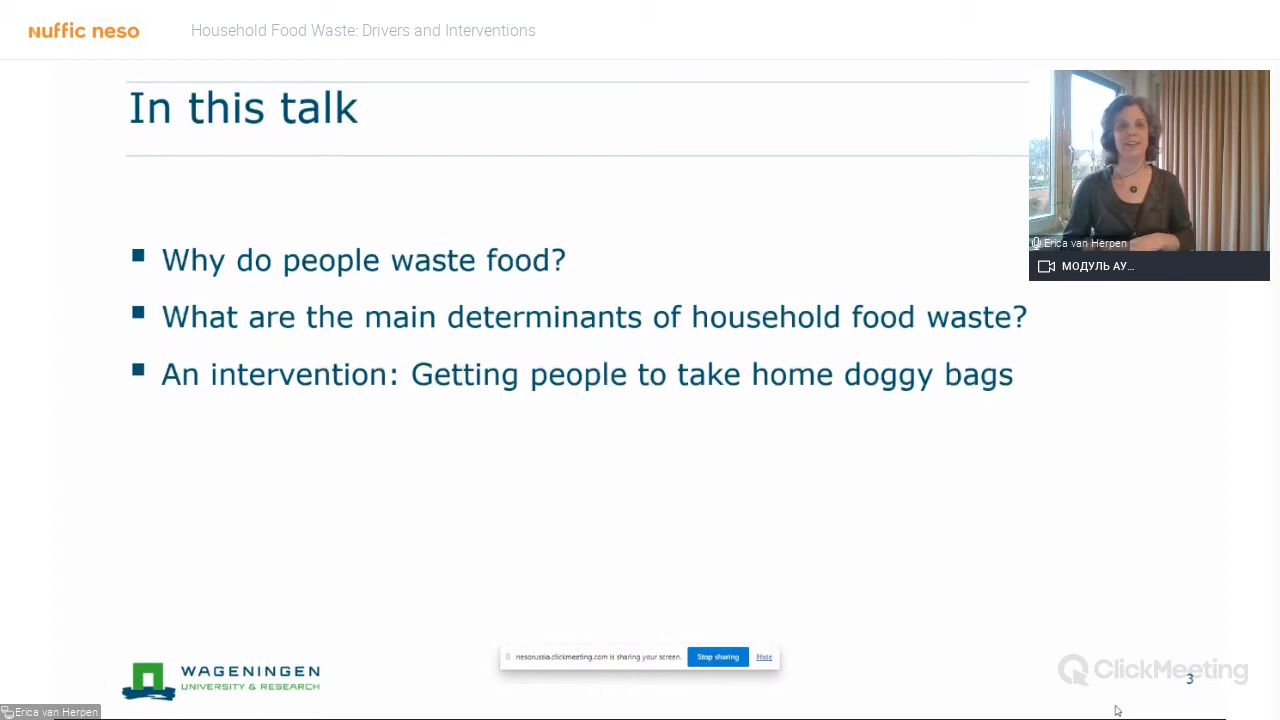 nuffic neso
Household Food Waste: Drivers and Interventions
In this talk
Why do people waste food?
What are the main determinants of household food waste?
An intervention: Getting people to take home doggy bags
Erica van Herpen
МОДУЛЬ АУ...
nesorussia.clickmeeting.com is sharing your screen.
Stop sharing
Hide
WAGENINGEN
UNIVERSITY & RESEARCH
ClickMeeting
3
Erica van Herpen